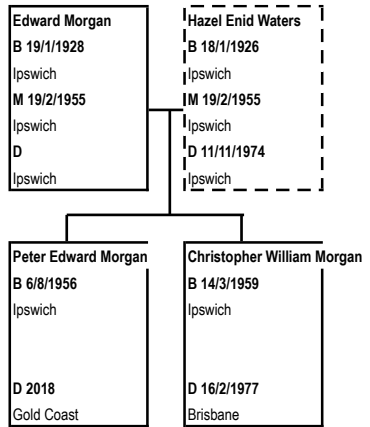 Edward Morgan
B 19/1/1928
Ipswich
M 19/2/1955
Ipswich
D
Ipswich
Hazel Enid Waters
B 18/1/1926
Ipswich
M 19/2/1955
Ipswich
D 11/11/1974
Ipswich
Peter Edward Morgan
B 6/8/1956
Ipswich
D 2018
Gold Coast
Christopher William Morgan
B 14/3/1959
Ipswich
D 16/2/1977
Brisbane